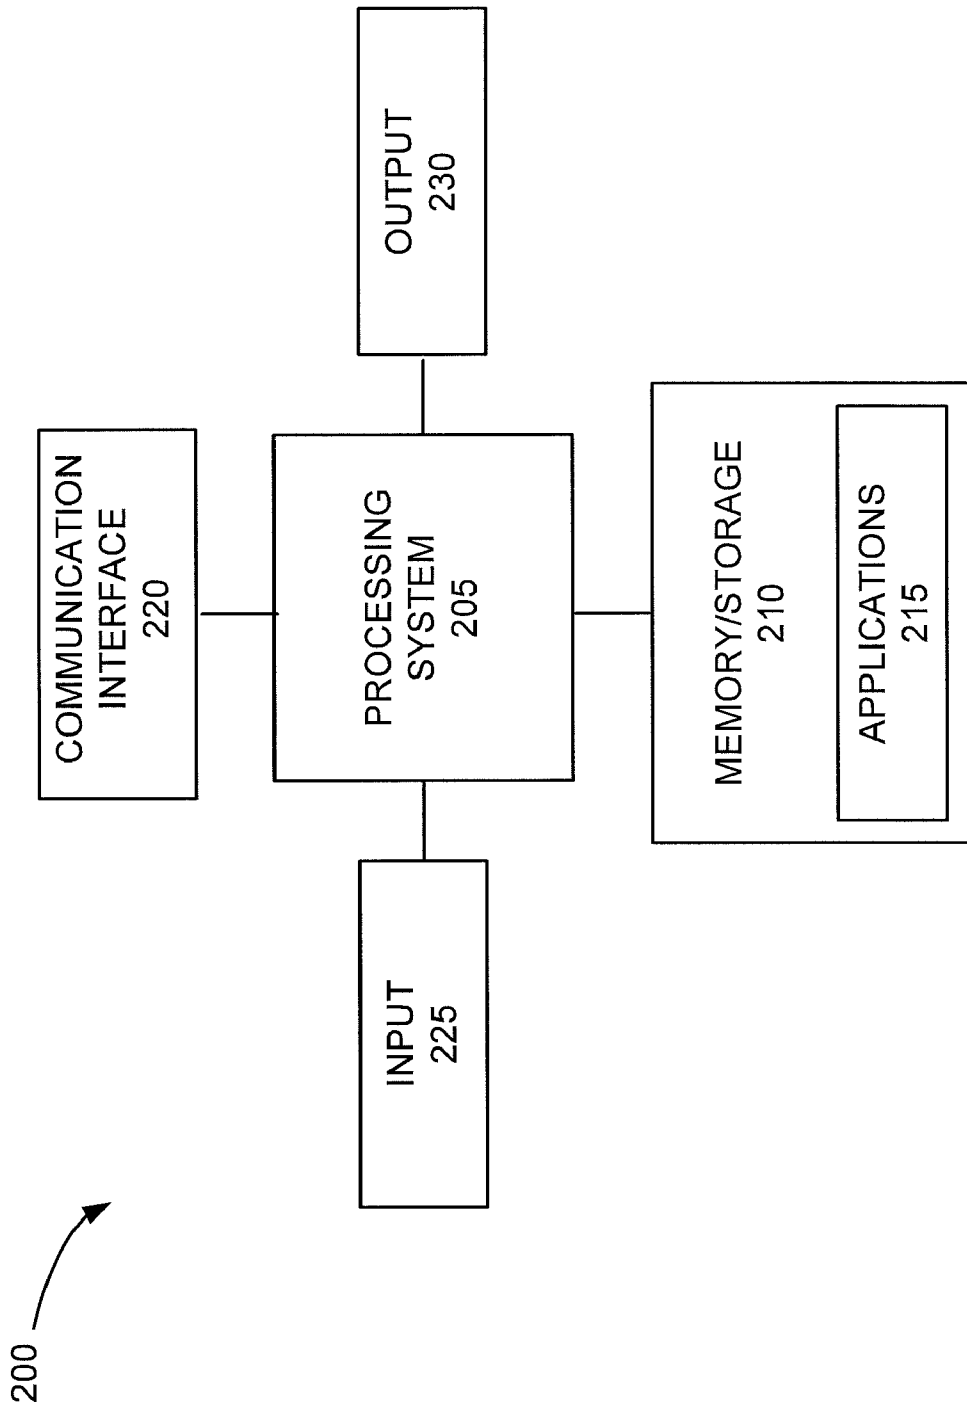 200
COMMUNICATION
INTERFACE
220
INPUT
225
PROCESSING
SYSTEM
205
OUTPUT
230
MEMORY/STORAGE
210
APPLICATIONS
215